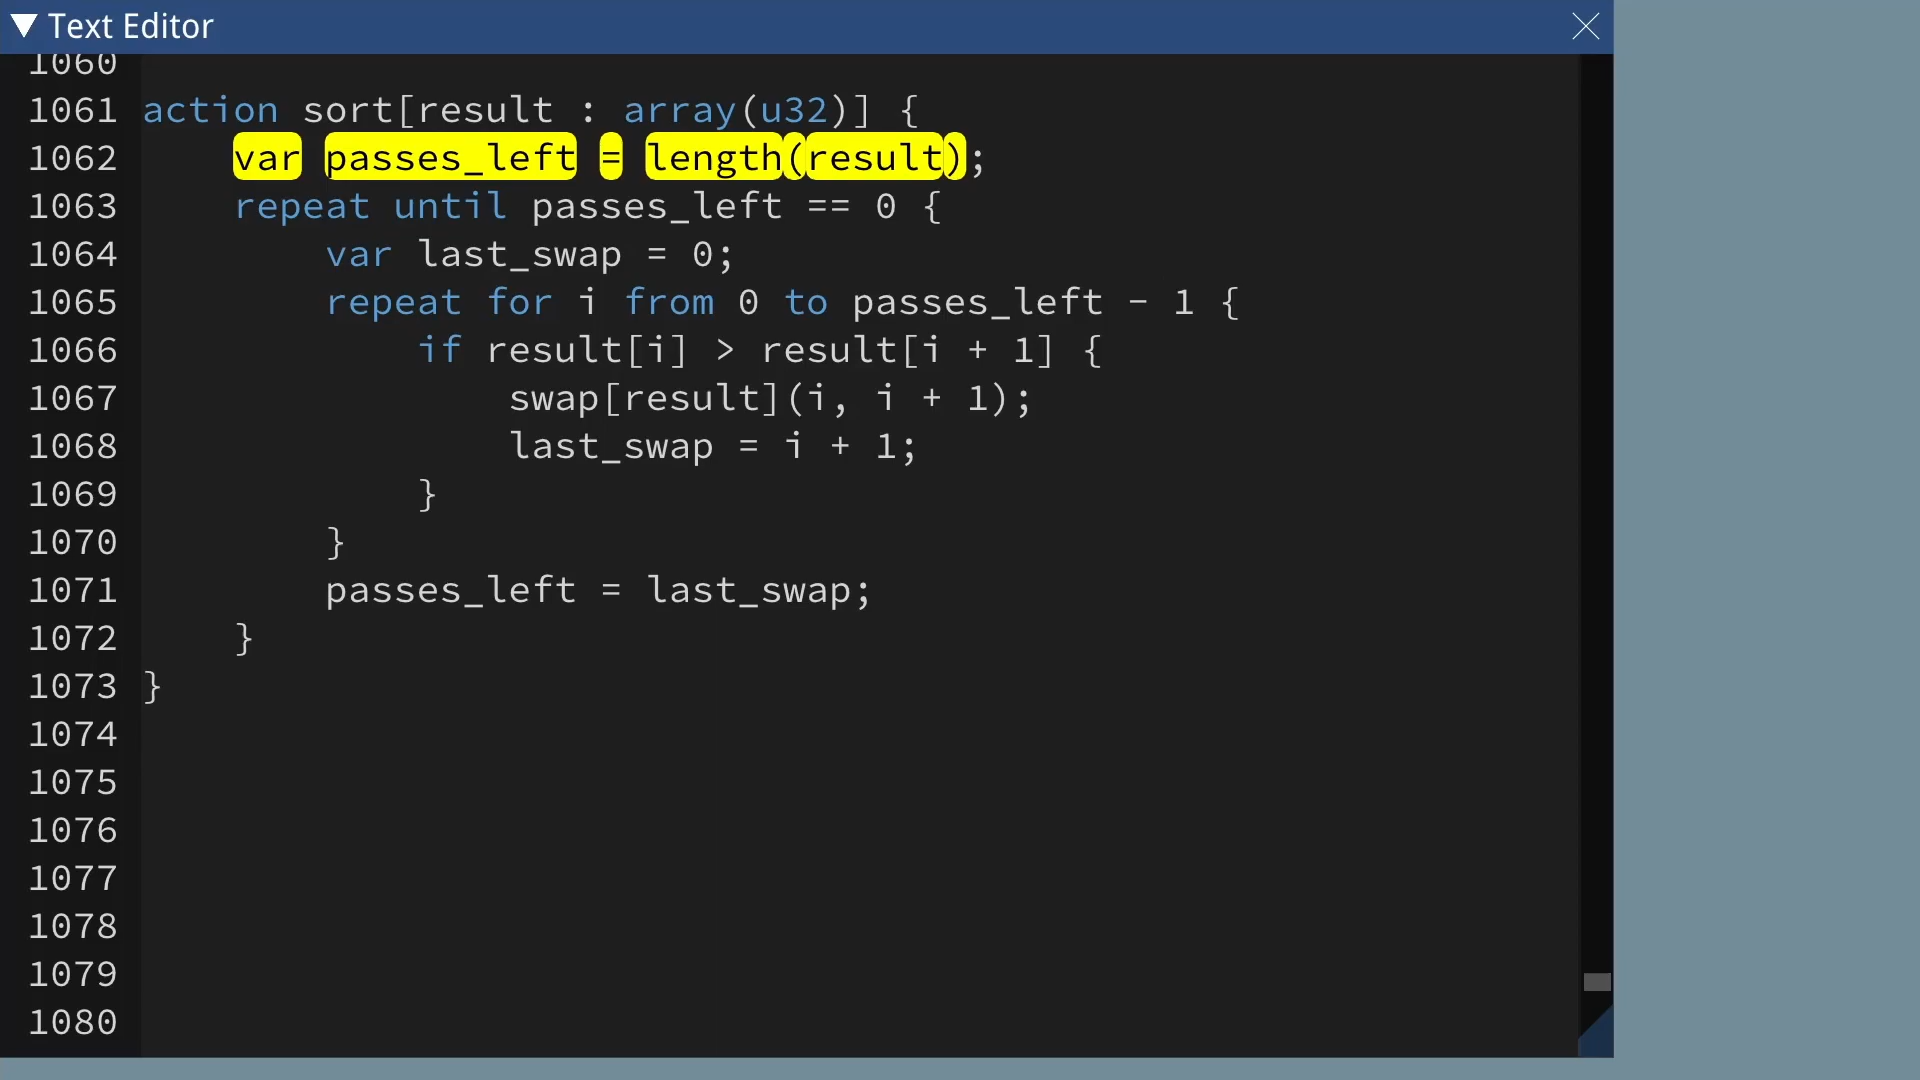 Text Editor
1060
1061 action sort[result : array(u32)] {
1062     var passes_left = length(result);
1063     repeat until passes_left == 0 {
1064         var last_swap = 0;
1065         repeat for i from 0 to passes_left - 1 {
1066             if result[i] > result[i + 1] {
1067                 swap[result](i, i + 1);
1068                 last_swap = i + 1;
1069             }
1070         }
1071         passes_left = last_swap;
1072     }
1073 }
1074
1075
1076
1077
1078
1079
1080